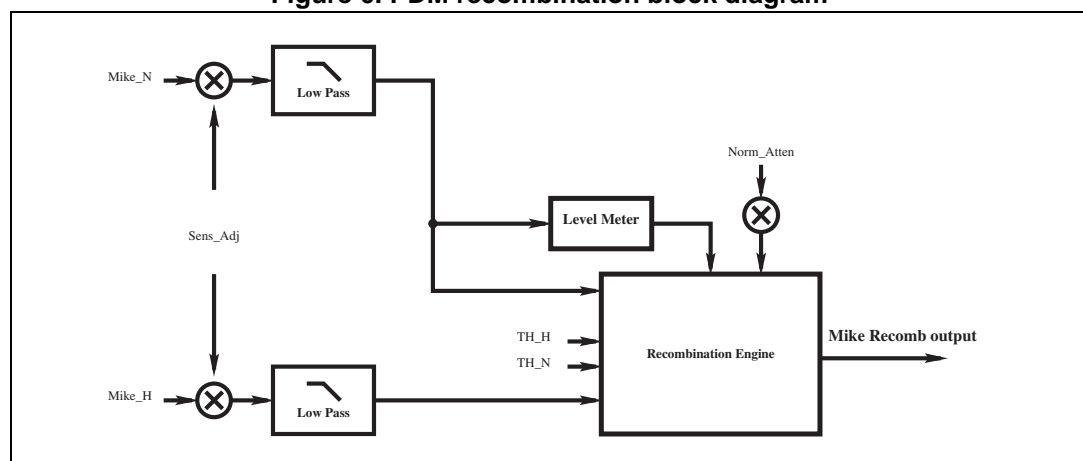 Figure 6. PDM recombination block diagram
Mike_N
Low Pass
Norm_Atten
Level Meter
Sens_Adj
TH_H
TH_N
Recombination Engine
Mike Recomb output
Mike_H
Low Pass